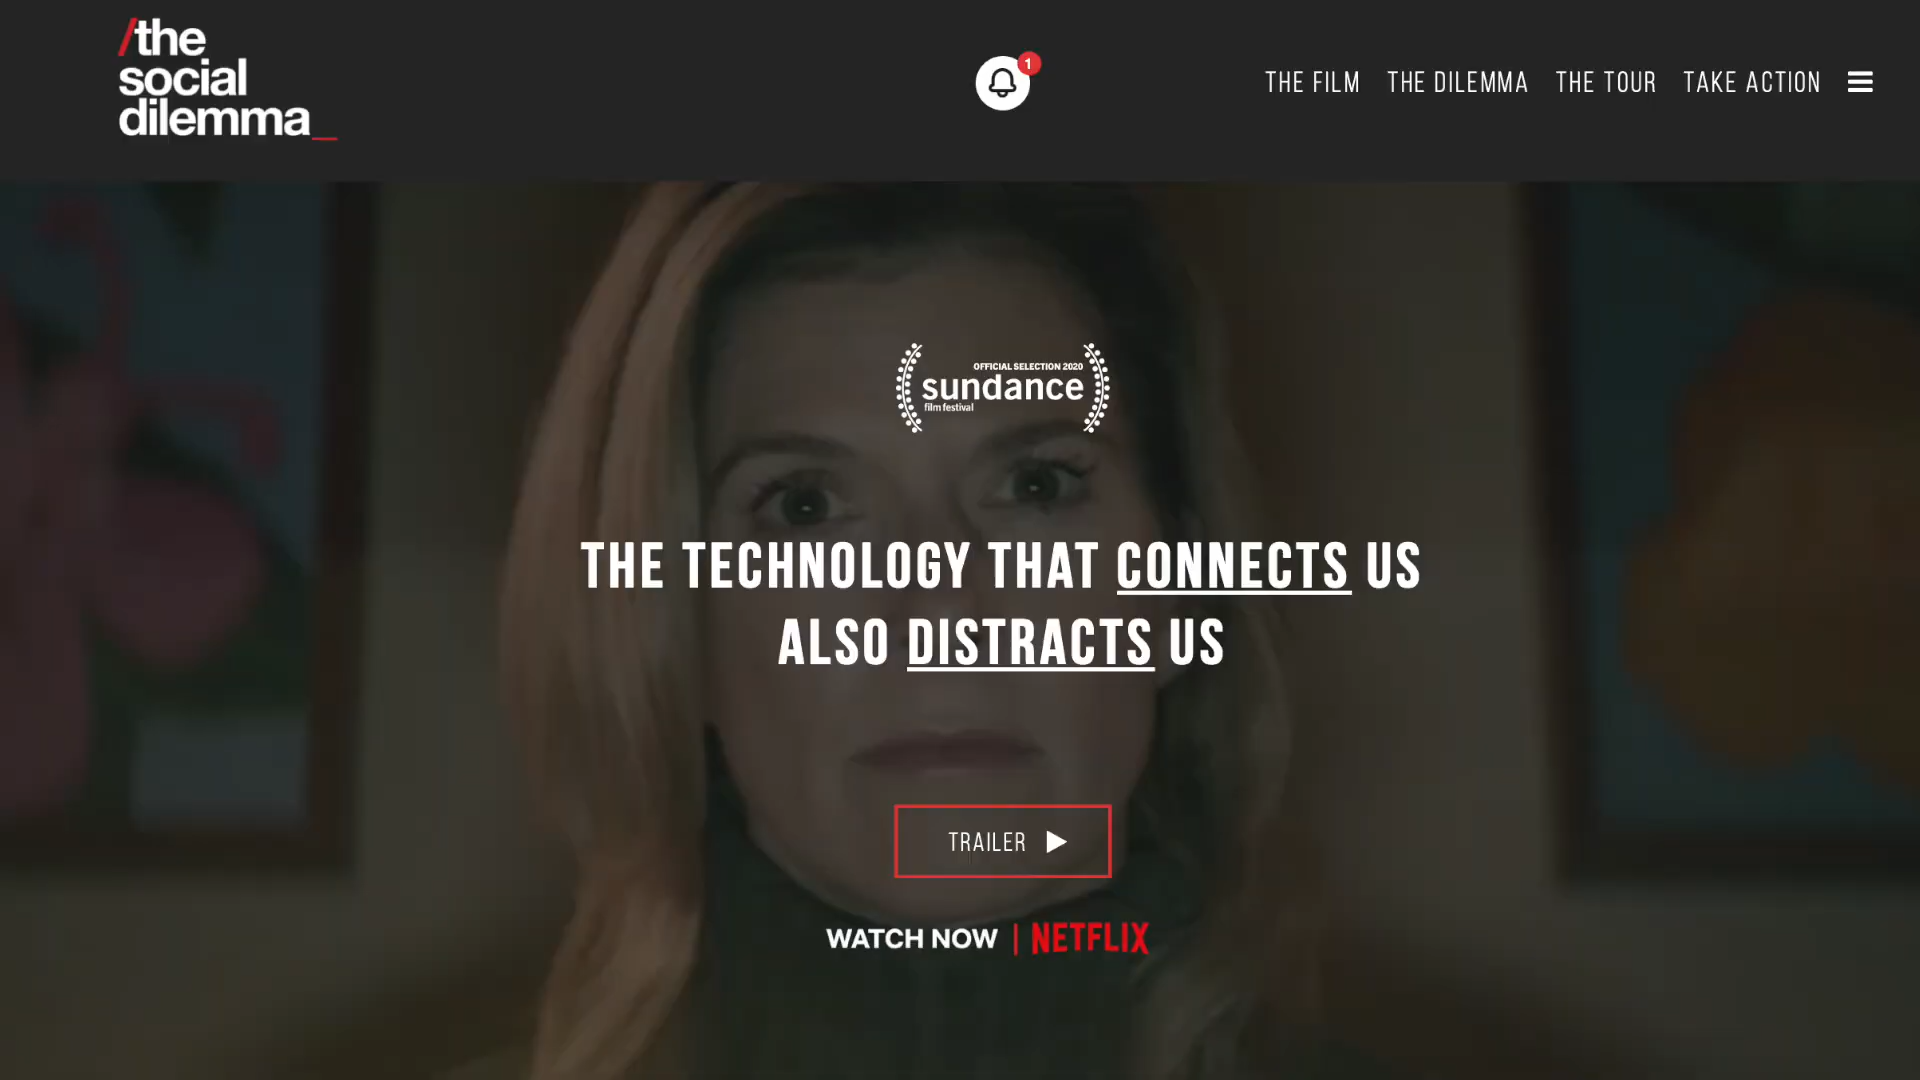 /the
social
dilemma_
1
THE FILM
THE DILEMMA
THE TOUR
TAKE ACTION
OFFICIAL SELECTION 2020
sundance
film festival
THE TECHNOLOGY THAT CONNECTS US
ALSO DISTRACTS US
TRAILER
WATCH NOW | NETFLIX